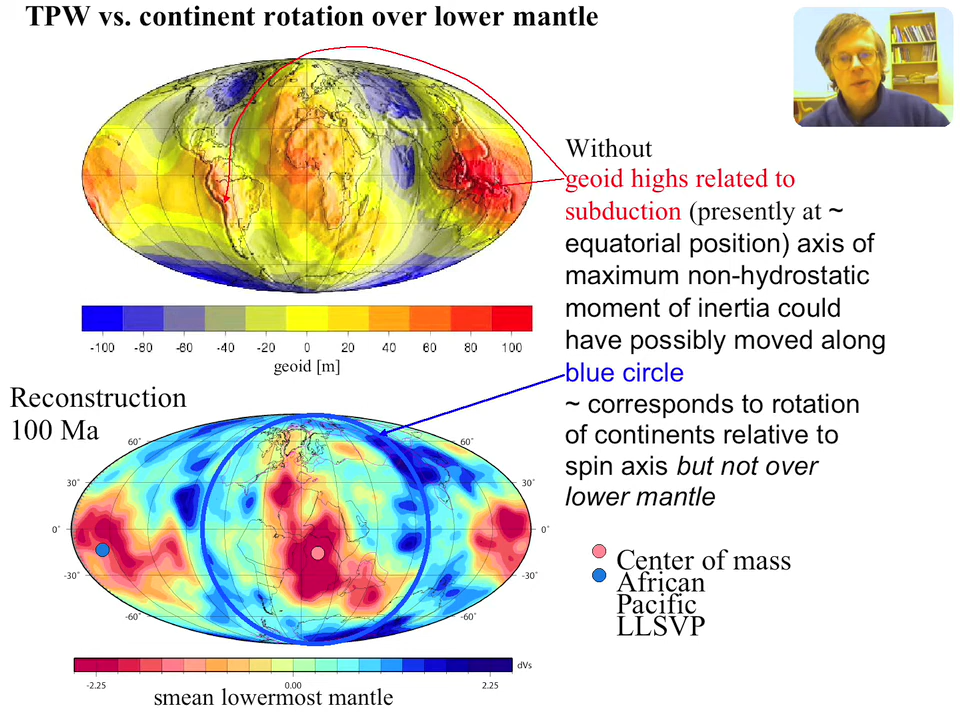 TPW vs. continent rotation over lower mantle
-100 -80 -60 -40 -20 0 20 40 60 80 100
geoid [m]
Without
geoid highs related to
subduction (presently at ~
equatorial position) axis of
maximum non-hydrostatic
moment of inertia could
have possibly moved along
blue circle
~ corresponds to rotation
of continents relative to
spin axis but not over
lower mantle
Reconstruction
100 Ma
60° 60°
30° 30°
0° 0°
-30° -30°
-60° -60°
dVs
-2.25 0.00 2.25
smean lowermost mantle
Center of mass
African
Pacific
LLSVP